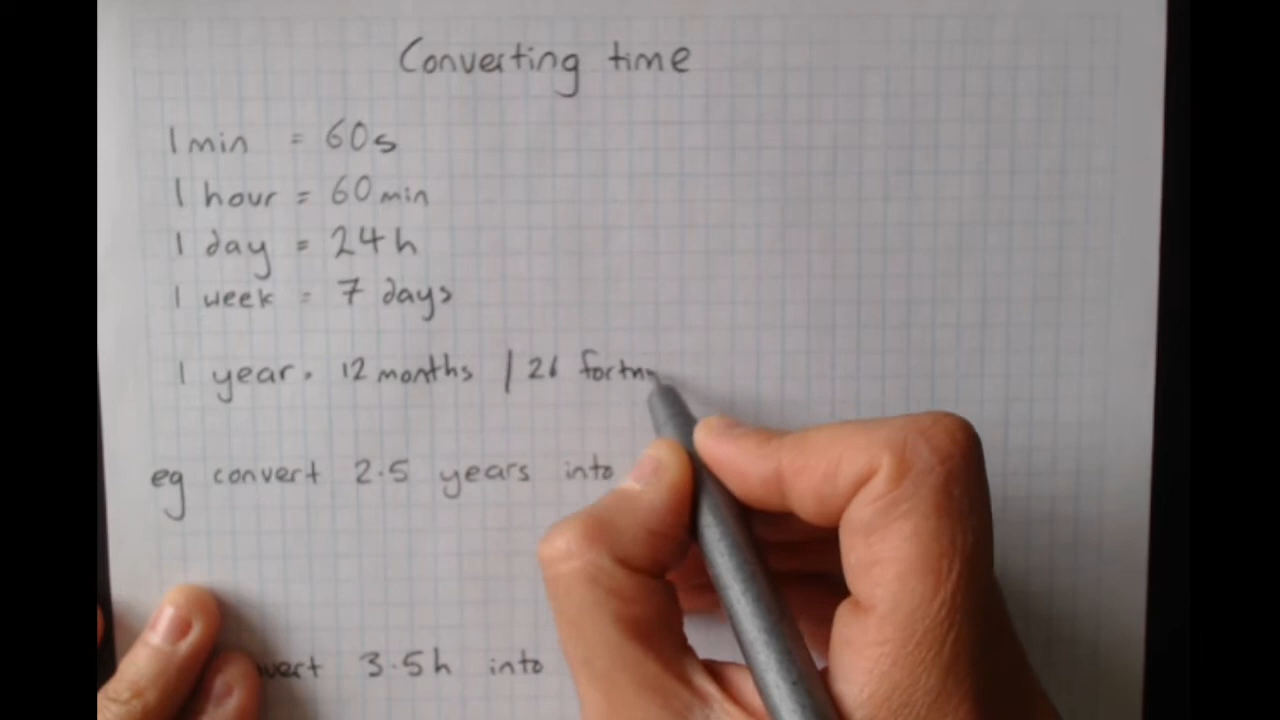 Converting time
1 min = 60s
1 hour = 60 min
1 day = 24h
1 week = 7 days
1 year = 12 months | 26
eg convert 2.5 years into
3.5h into